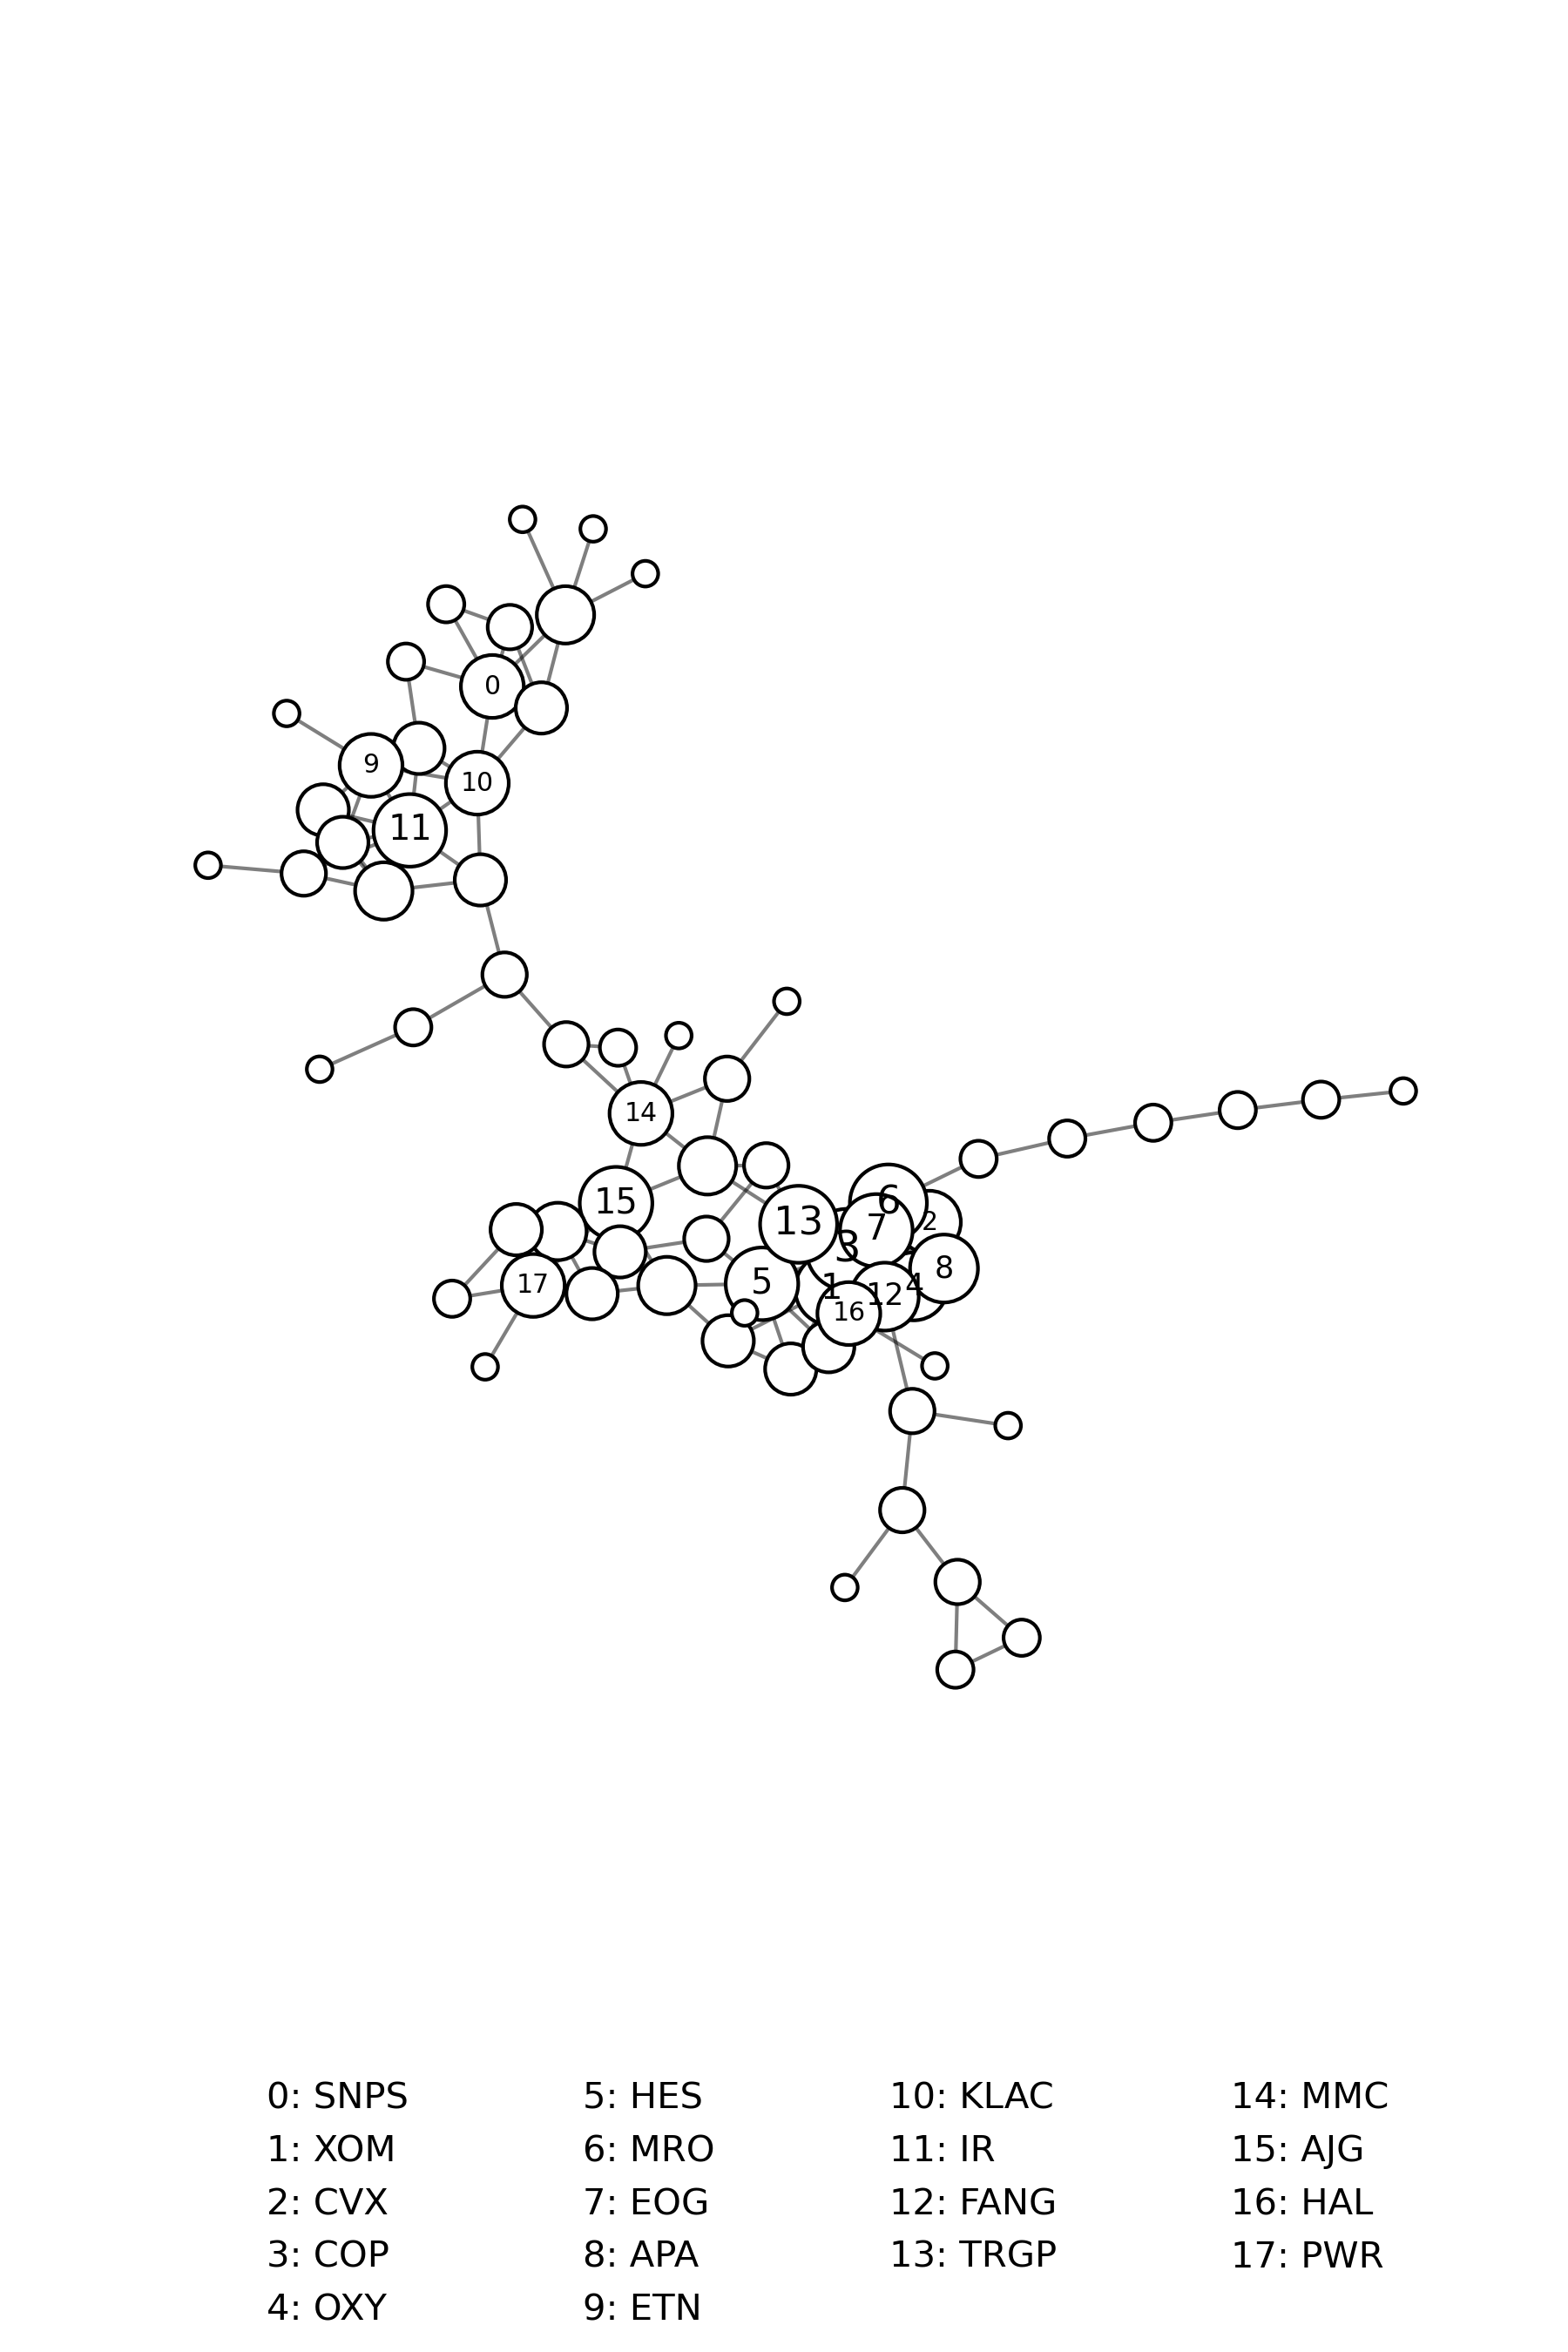 0
9
10
11
14
15
13
6
2
7
3
8
5
1
4
12
16
17
0: SNPS
1: XOM
2: CVX
3: COP
4: OXY
5: HES
6: MRO
7: EOG
8: APA
9: ETN
10: KLAC
11: IR
12: FANG
13: TRGP
14: MMC
15: AJG
16: HAL
17: PWR